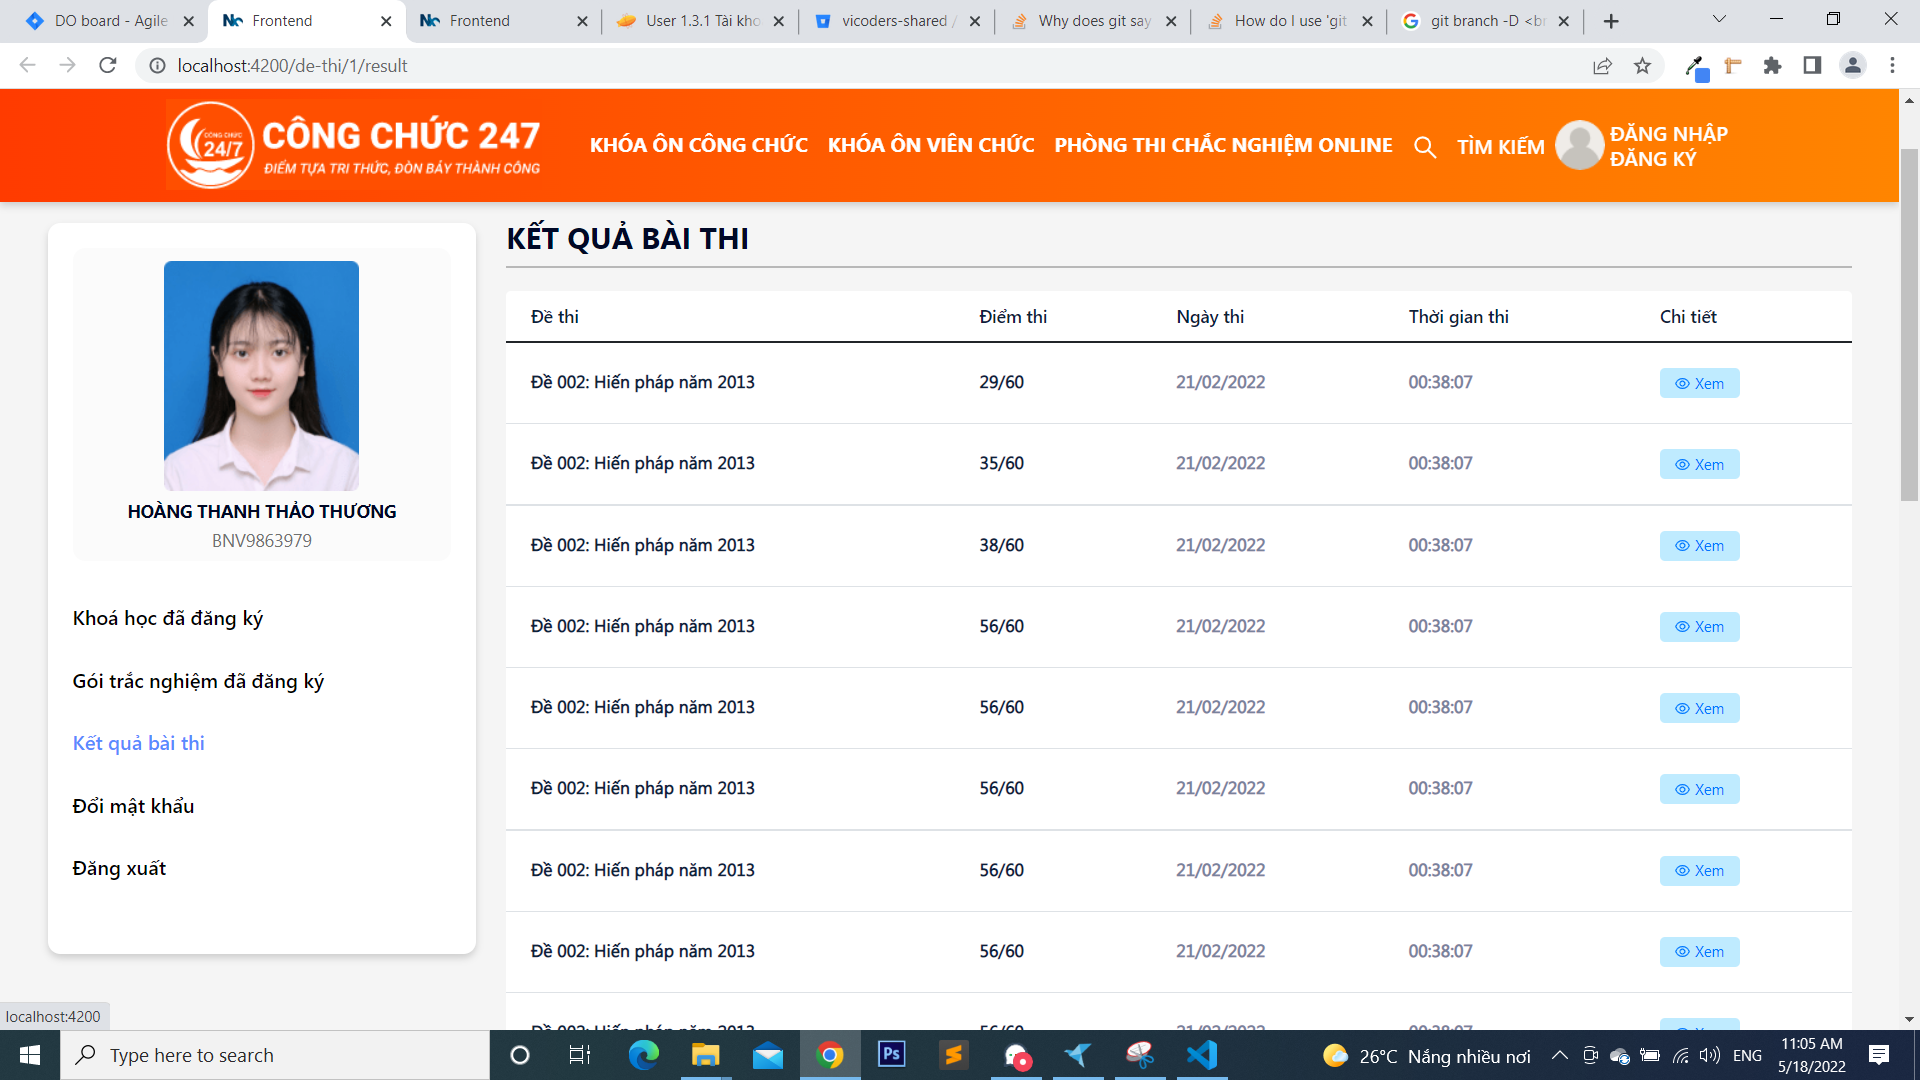 DO board - Agile
Frontend
Frontend
User 1.3.1 Tài kho
vicoders-shared /
Why does git say
How do I use 'git
git branch -D <br
localhost:4200/de-thi/1/result
CÔNG CHỨC
24/7
CÔNG CHỨC 247
ĐIỂM TỰA TRI THỨC, ĐÒN BẨY THÀNH CÔNG
KHÓA ÔN CÔNG CHỨC
KHÓA ÔN VIÊN CHỨC
PHÒNG THI CHẮC NGHIỆM ONLINE
TÌM KIẾM
ĐĂNG NHẬP
ĐĂNG KÝ
HOÀNG THANH THẢO THƯƠNG
BNV9863979
Khoá học đã đăng ký
Gói trắc nghiệm đã đăng ký
Kết quả bài thi
Đổi mật khẩu
Đăng xuất
KẾT QUẢ BÀI THI
Đề thi Điểm thi Ngày thi Thời gian thi Chi tiết
Đề 002: Hiến pháp năm 2013 29/60 21/02/2022 00:38:07 Xem
Đề 002: Hiến pháp năm 2013 35/60 21/02/2022 00:38:07 Xem
Đề 002: Hiến pháp năm 2013 38/60 21/02/2022 00:38:07 Xem
Đề 002: Hiến pháp năm 2013 56/60 21/02/2022 00:38:07 Xem
Đề 002: Hiến pháp năm 2013 56/60 21/02/2022 00:38:07 Xem
Đề 002: Hiến pháp năm 2013 56/60 21/02/2022 00:38:07 Xem
Đề 002: Hiến pháp năm 2013 56/60 21/02/2022 00:38:07 Xem
Đề 002: Hiến pháp năm 2013 56/60 21/02/2022 00:38:07 Xem
localhost:4200
Type here to search
Ps
26°C Nắng nhiều nơi
ENG
11:05 AM
5/18/2022